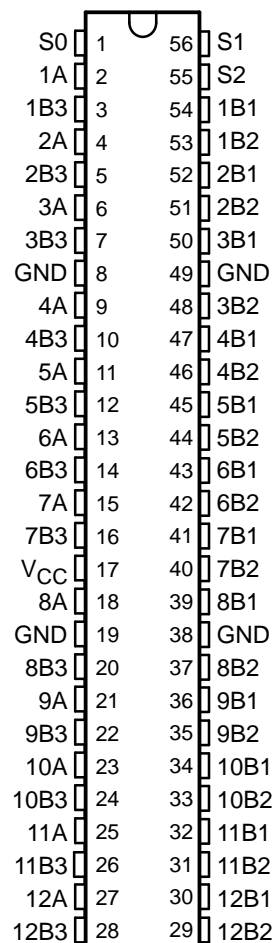 S0 1 56 S1
1A 2 55 S2
1B3 3 54 1B1
2A 4 53 1B2
2B3 5 52 2B1
3A 6 51 2B2
3B3 7 50 3B1
GND 8 49 GND
4A 9 48 3B2
4B3 10 47 4B1
5A 11 46 4B2
5B3 12 45 5B1
6A 13 44 5B2
6B3 14 43 6B1
7A 15 42 6B2
7B3 16 41 7B1
VCC 17 40 7B2
8A 18 39 8B1
GND 19 38 GND
8B3 20 37 8B2
9A 21 36 9B1
9B3 22 35 9B2
10A 23 34 10B1
10B3 24 33 10B2
11A 25 32 11B1
11B3 26 31 11B2
12A 27 30 12B1
12B3 28 29 12B2